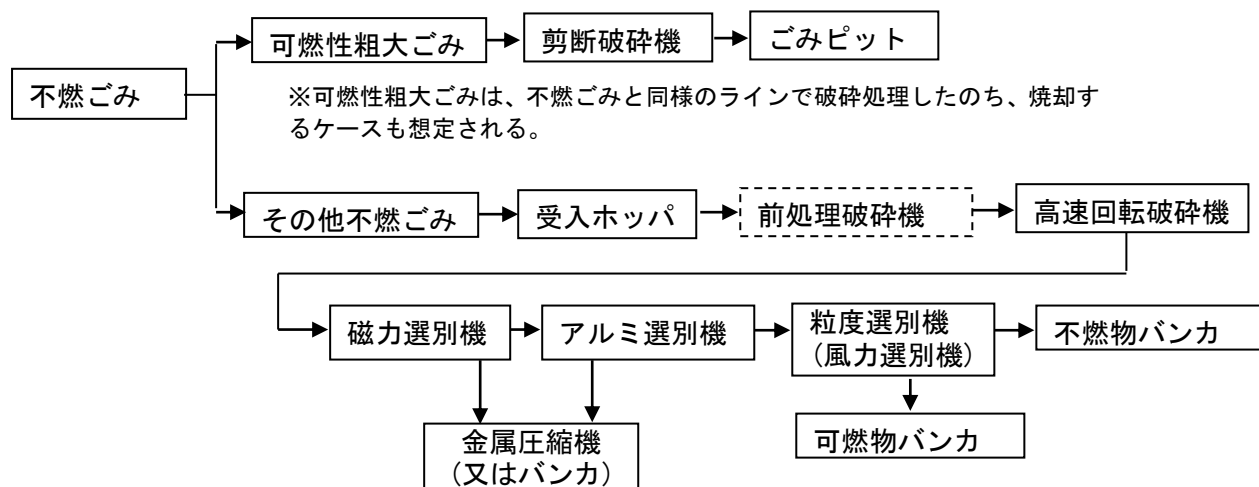 可燃性粗大ごみ
剪断破砕機
ごみピット
不燃ごみ
※可燃性粗大ごみは、不燃ごみと同様のラインで破砕処理したのち、焼却す
るケースも想定される。
その他不燃ごみ
受入ホッパ
前処理破砕機
高速回転破砕機
磁力選別機
アルミ選別機
粒度選別機
(風力選別機)
不燃物バンカ
金属圧縮機
(又はバンカ)
可燃物バンカ